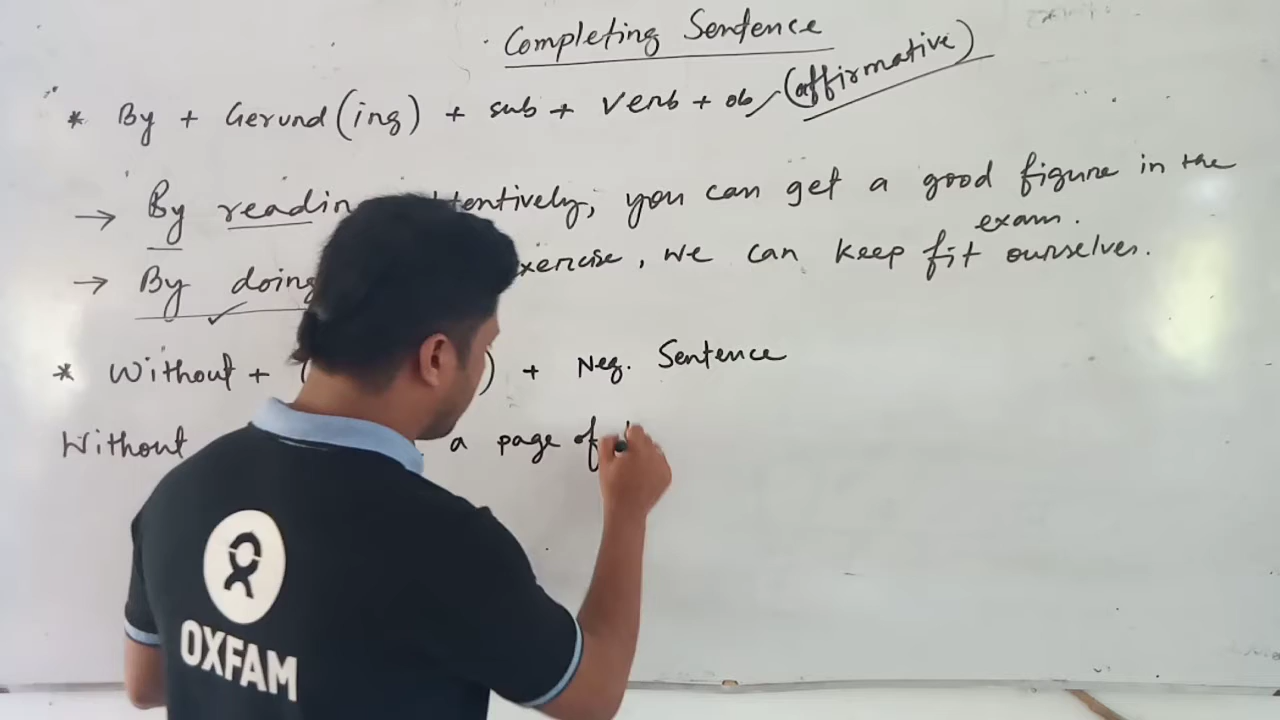 Completing Sentence
* By + Gerund (ing) + sub + Verb + ob (affirmative)
→ By reading tentively, you can get a good figure in the
exam.
→ By doing xercise, we can keep fit ourselves.
* Without + ( ) + Neg. Sentence
Without a page of
OXFAM